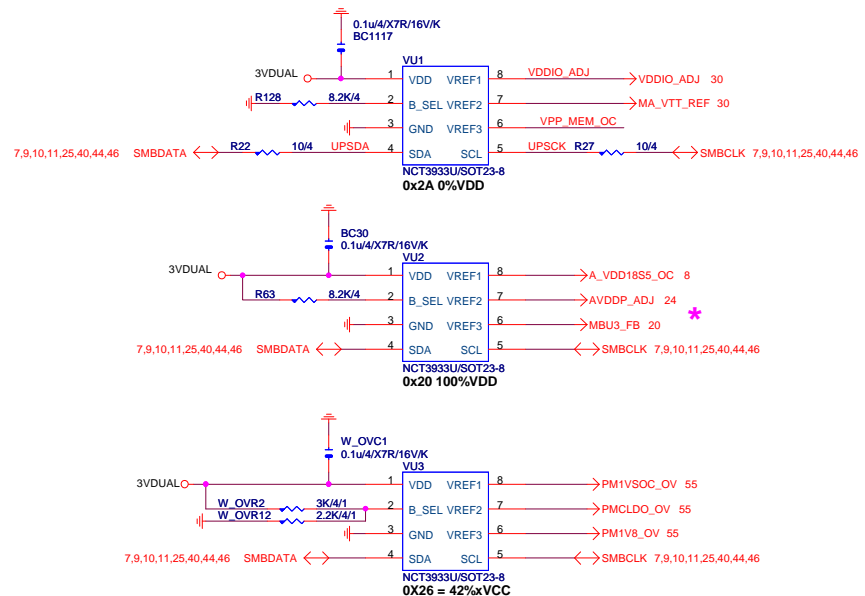 0.1u/4/X7R/16V/K
BC1117
VU1
3VDUAL 1 VDD VREF1 8 VDDIO_ADJ VDDIO_ADJ 30
R128 8.2K/4 2 B_SEL VREF2 7 MA_VTT_REF 30
3 GND VREF3 6 VPP_MEM_OC
7,9,10,11,25,40,44,46 SMBDATA R22 10/4 UPSDA 4 SDA SCL 5 UPSCK R27 10/4 SMBCLK 7,9,10,11,25,40,44,46
NCT3933U/SOT23-8
0x2A 0%VDD
BC30
0.1u/4/X7R/16V/K
VU2
3VDUAL 1 VDD VREF1 8 A_VDD18S5_OC 8
R63 8.2K/4 2 B_SEL VREF2 7 AVDDP_ADJ 24
3 GND VREF3 6 MBU3_FB 20 *
7,9,10,11,25,40,44,46 SMBDATA 4 SDA SCL 5 SMBCLK 7,9,10,11,25,40,44,46
NCT3933U/SOT23-8
0x20 100%VDD
W_OVC1
0.1u/4/X7R/16V/K
VU3
3VDUAL 1 VDD VREF1 8 PM1VSOC_OV 55
W_OVR2 3K/4/1 2 B_SEL VREF2 7 PMCLDO_OV 55
W_OVR12 2.2K/4/1
3 GND VREF3 6 PM1V8_OV 55
7,9,10,11,25,40,44,46 SMBDATA 4 SDA SCL 5 SMBCLK 7,9,10,11,25,40,44,46
NCT3933U/SOT23-8
0X26 = 42%xVCC